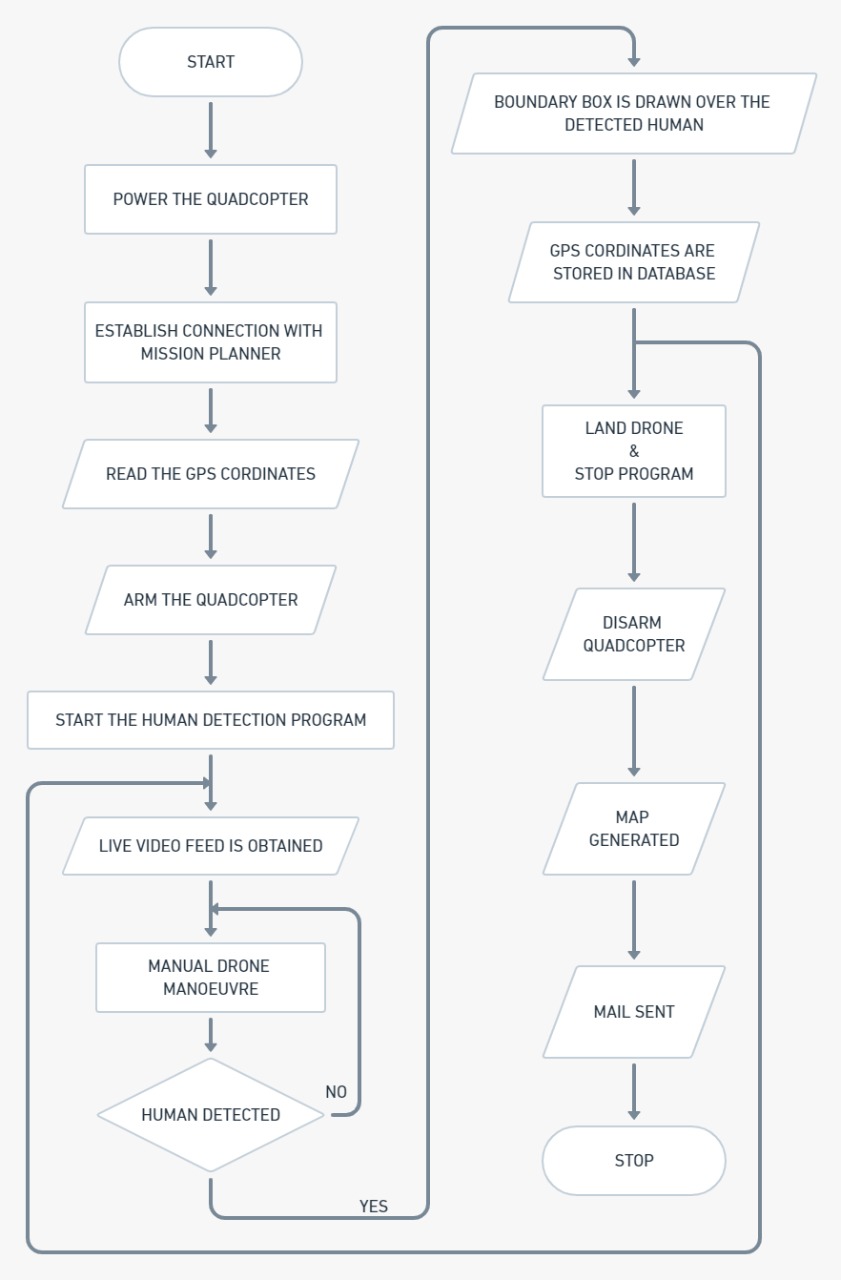 START
POWER THE QUADCOPTER
ESTABLISH CONNECTION WITH
MISSION PLANNER
READ THE GPS CORDINATES
ARM THE QUADCOPTER
START THE HUMAN DETECTION PROGRAM
LIVE VIDEO FEED IS OBTAINED
MANUAL DRONE
MANOEUVRE
NO
HUMAN DETECTED
YES
BOUNDARY BOX IS DRAWN OVER THE
DETECTED HUMAN
GPS CORDINATES ARE
STORED IN DATABASE
LAND DRONE
&
STOP PROGRAM
DISARM
QUADCOPTER
MAP
GENERATED
MAIL SENT
STOP